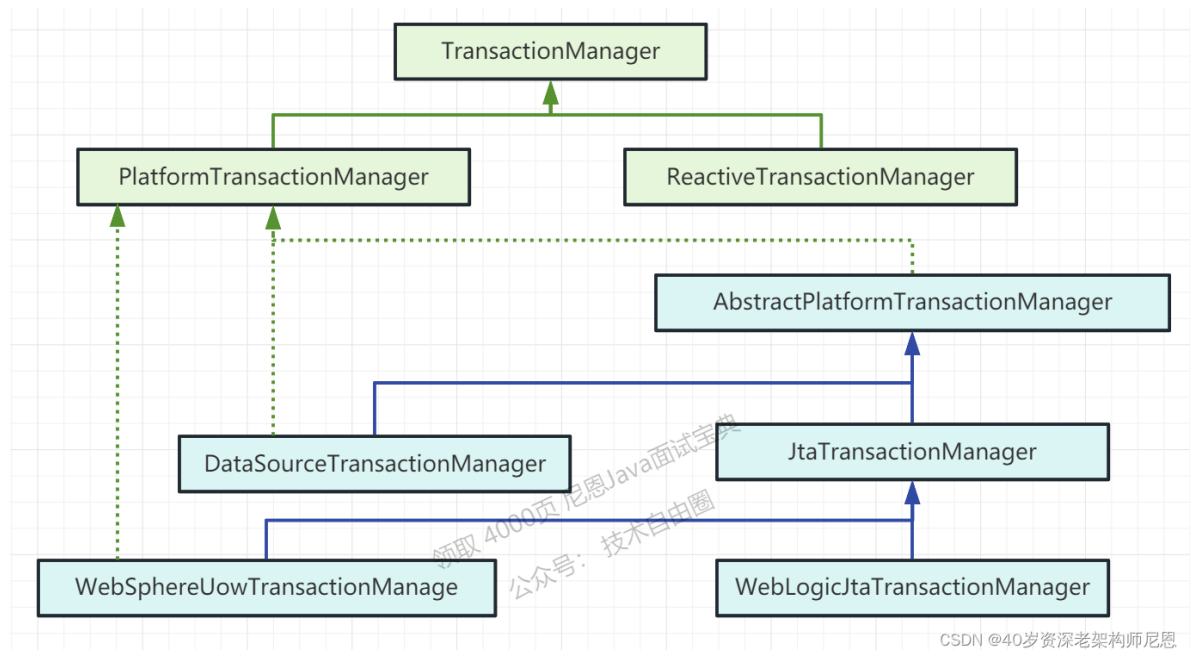 TransactionManager
PlatformTransactionManager
ReactiveTransactionManager
AbstractPlatformTransactionManager
DataSourceTransactionManager
JtaTransactionManager
领取 4000页 尼恩Java面试宝典
公众号： 技术自由圈
WebSphereUowTransactionManage
WebLogicJtaTransactionManager
CSDN @40岁资深老架构师尼恩